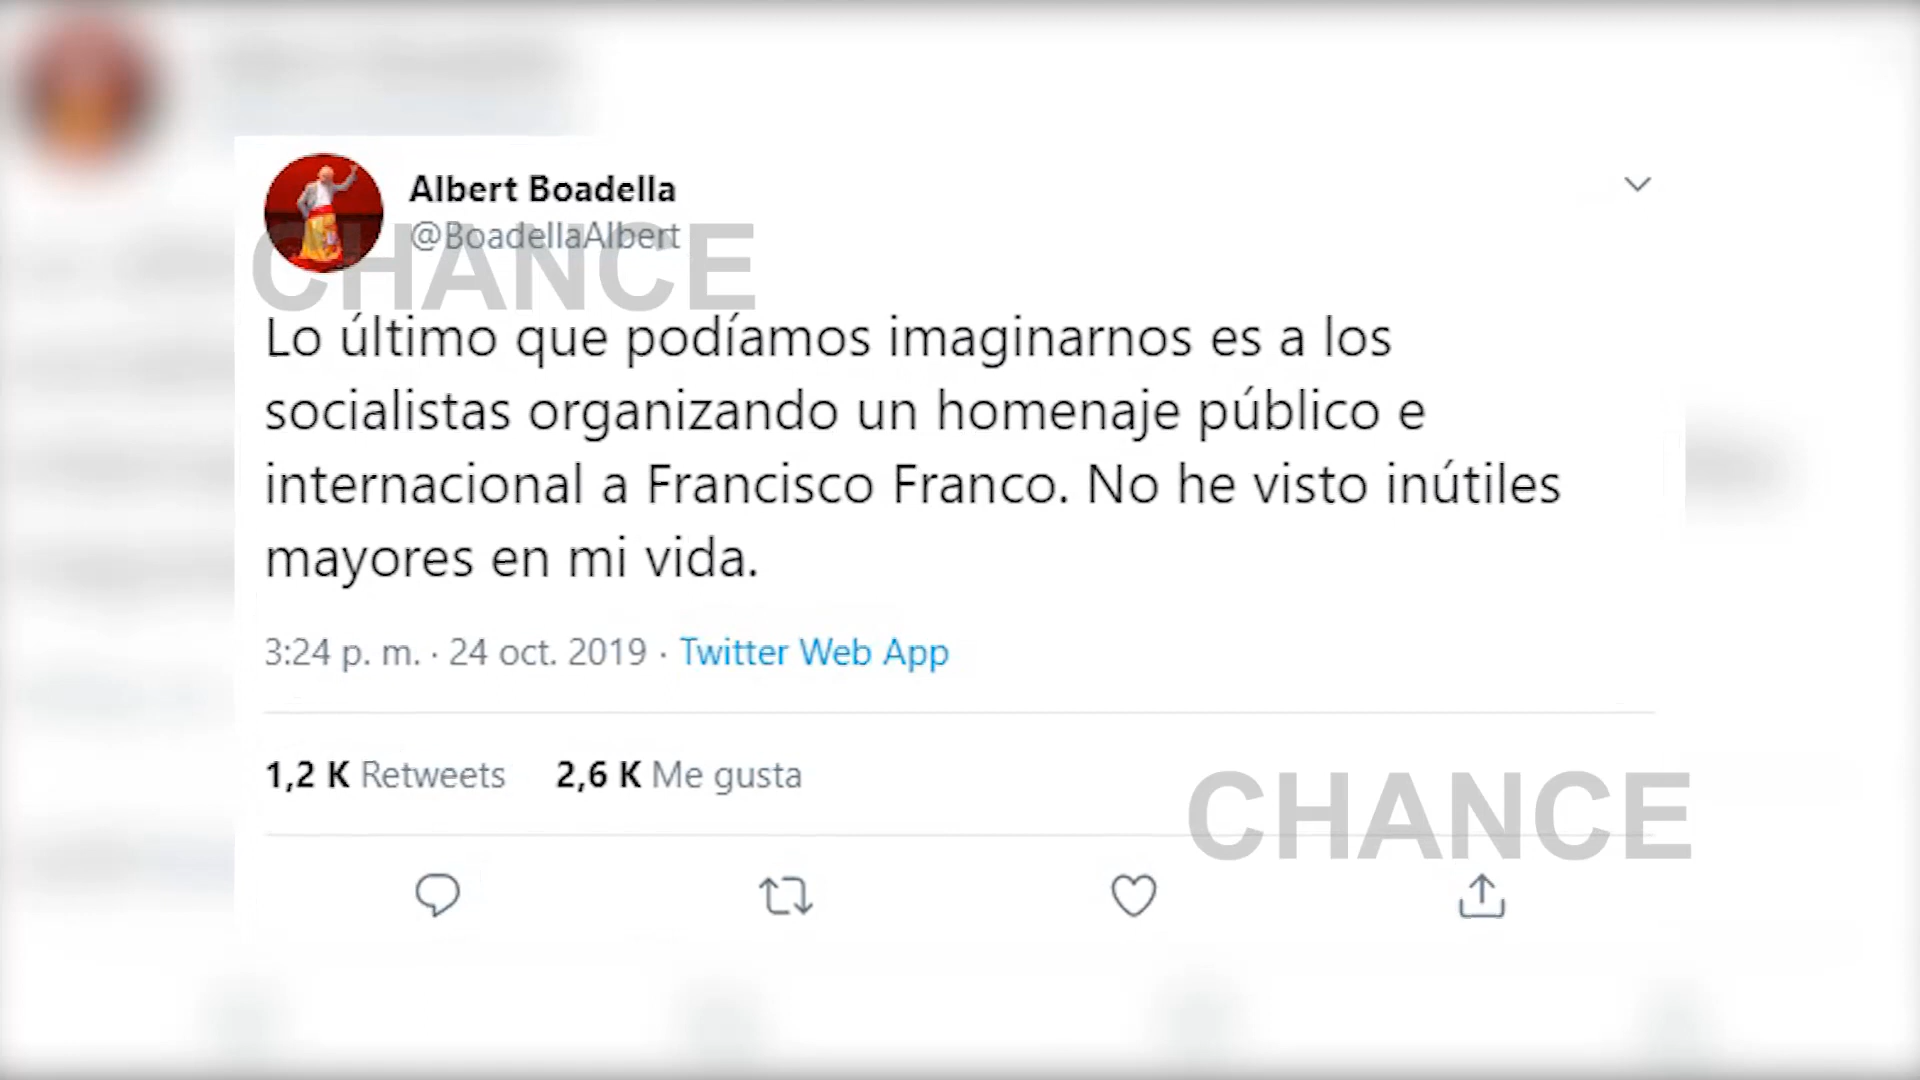 Albert Boadella
@BoadellaAlbert
CHANCE
Lo último que podíamos imaginarnos es a los
socialistas organizando un homenaje público e
internacional a Francisco Franco. No he visto inútiles
mayores en mi vida.
3:24 p. m. · 24 oct. 2019 · Twitter Web App
1,2 K Retweets 2,6 K Me gusta
CHANCE